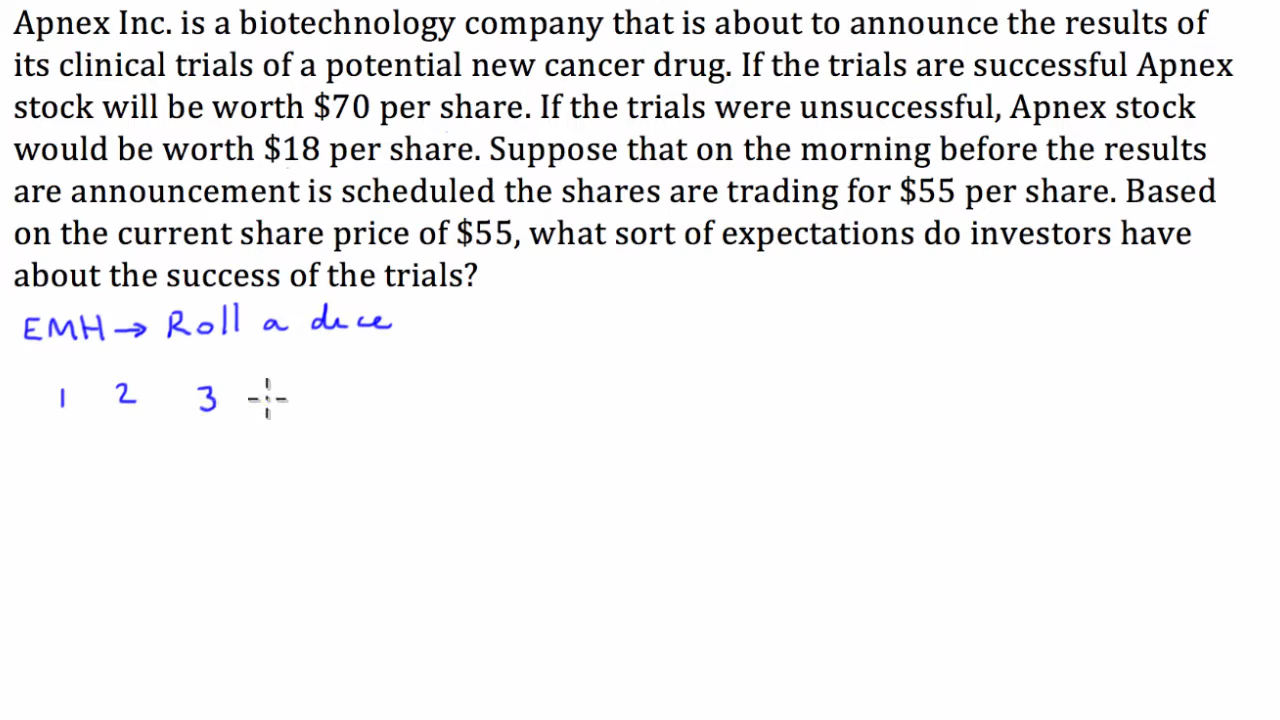 Apnex Inc. is a biotechnology company that is about to announce the results of
its clinical trials of a potential new cancer drug. If the trials are successful Apnex
stock will be worth $70 per share. If the trials were unsuccessful, Apnex stock
would be worth $18 per share. Suppose that on the morning before the results
are announcement is scheduled the shares are trading for $55 per share. Based
on the current share price of $55, what sort of expectations do investors have
about the success of the trials?
EMH → Roll a dice
1 2 3